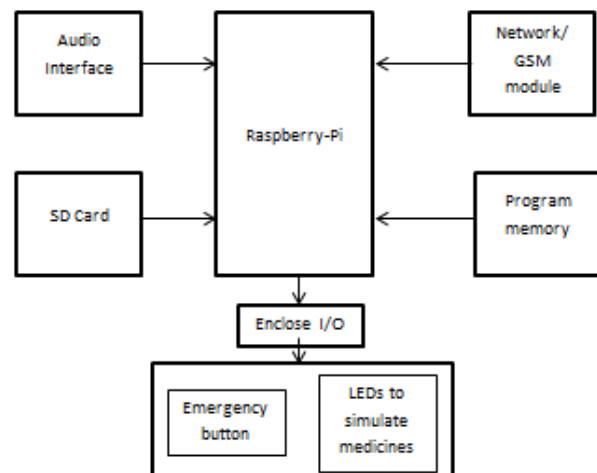 Audio
Interface
Network/
GSM
module
Raspberry-Pi
SD Card
Program
memory
Enclose I/O
Emergency
button
LEDs to
simulate
medicines